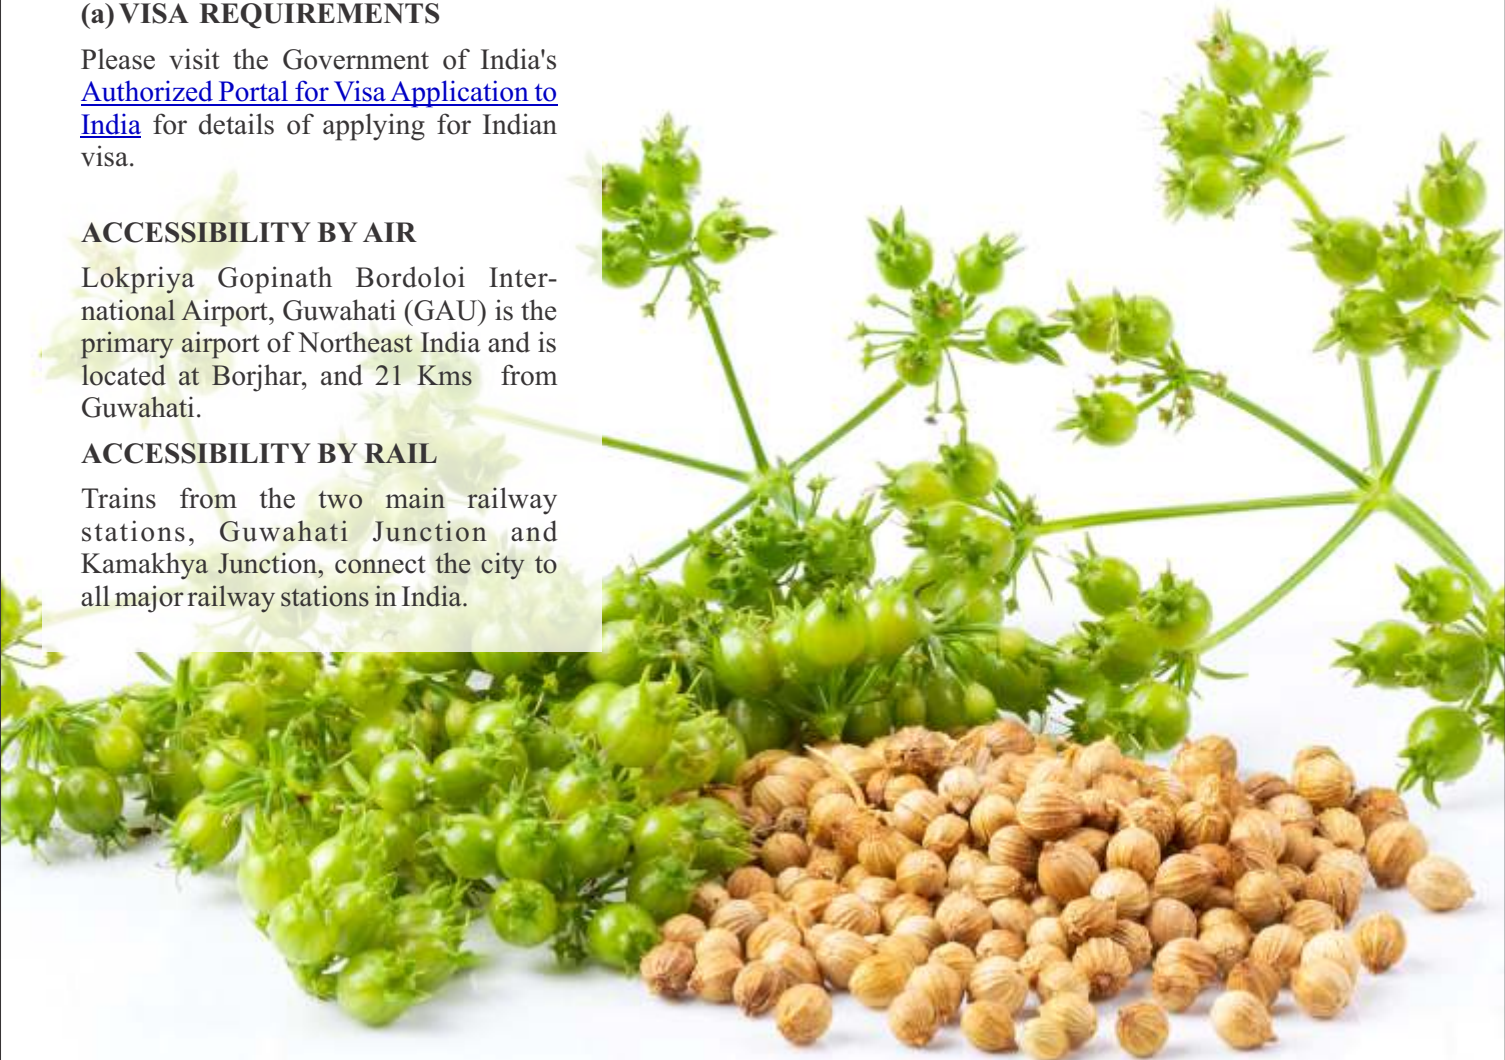 (a) VISA REQUIREMENTS
Please visit the Government of India's
Authorized Portal for Visa Application to
India for details of applying for Indian
visa.
ACCESSIBILITY BY AIR
Lokpriya Gopinath Bordoloi Inter-
national Airport, Guwahati (GAU) is the
primary airport of Northeast India and is
located at Borjhar, and 21 Kms from
Guwahati.
ACCESSIBILITY BY RAIL
Trains from the two main railway
stations, Guwahati Junction and
Kamakhya Junction, connect the city to
all major railway stations in India.